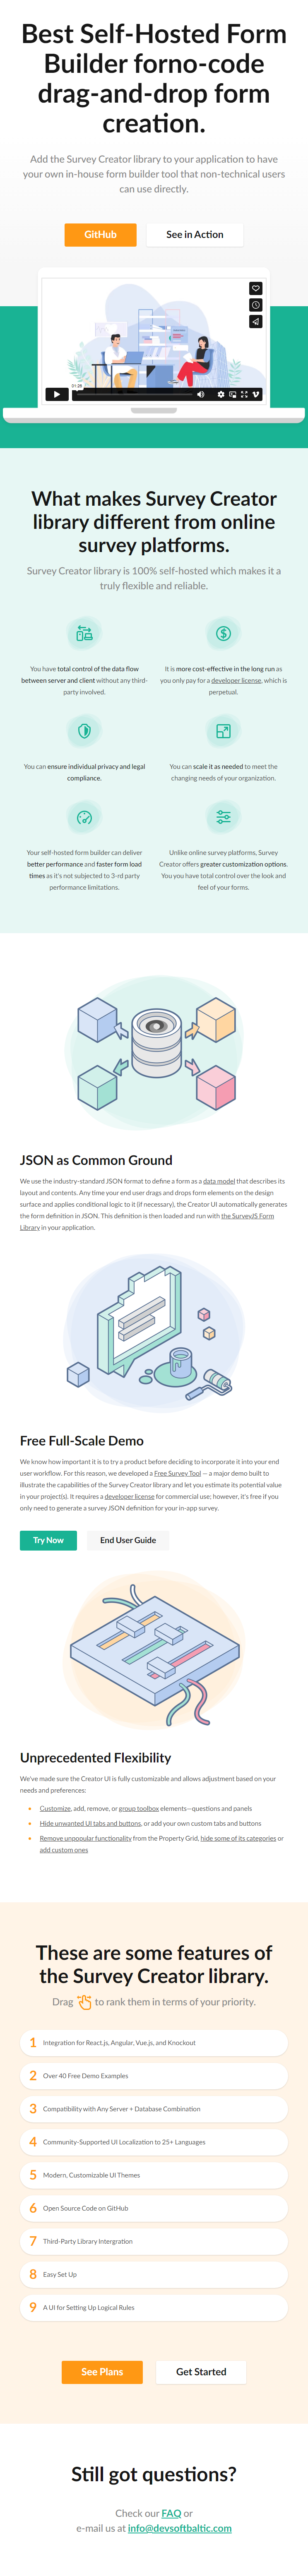 Best Self-Hosted Form
Builder forno-code
drag-and-drop form
creation.
Add the Survey Creator library to your application to have
your own in-house form builder tool that non-technical users
can use directly.
GitHub
See in Action
01:26
What makes Survey Creator
library different from online
survey platforms.
Survey Creator library is 100% self-hosted which makes it a
truly flexible and reliable.
You have total control of the data flow
between server and client without any third-
party involved.
It is more cost-effective in the long run as
you only pay for a developer license, which is
perpetual.
You can ensure individual privacy and legal
compliance.
You can scale it as needed to meet the
changing needs of your organization.
Your self-hosted form builder can deliver
better performance and faster form load
times as it's not subjected to 3-rd party
performance limitations.
Unlike online survey platforms, Survey
Creator offers greater customization options.
You have total control over the look and
feel of your forms.
JSON as Common Ground
We use the industry-standard JSON format to define a form as a data model that describes its
layout and contents. Any time your end user drags and drops form elements on the design
surface and applies conditional logic to it (if necessary), the Creator UI automatically generates
the form definition in JSON. This definition is then loaded and run with the SurveyJS Form
Library in your application.
Free Full-Scale Demo
We know how important it is to try a product before deciding to incorporate it into your end
user workflow. For this reason, we developed a Free Survey Tool — a major demo built to
illustrate the capabilities of the Survey Creator library and let you estimate its potential value
in your project(s). It requires a developer license for commercial use; however, it's free if you
only need to generate a survey JSON definition for your in-app survey.
Try Now
End User Guide
Unprecedented Flexibility
We've made sure the Creator UI is fully customizable and allows adjustment based on your
needs and preferences:
• Customize, add, remove, or group toolbox elements—questions and panels
• Hide unwanted UI tabs and buttons, or add your own custom tabs and buttons
• Remove unpopular functionality from the Property Grid, hide some of its categories or
add custom ones
These are some features of
the Survey Creator library.
Drag to rank them in terms of your priority.
1 Integration for React.js, Angular, Vue.js, and Knockout
2 Over 40 Free Demo Examples
3 Compatibility with Any Server + Database Combination
4 Community-Supported UI Localization to 25+ Languages
5 Modern, Customizable UI Themes
6 Open Source Code on GitHub
7 Third-Party Library Intergration
8 Easy Set Up
9 A UI for Setting Up Logical Rules
See Plans
Get Started
Still got questions?
Check our FAQ or
e-mail us at info@devsoftbaltic.com